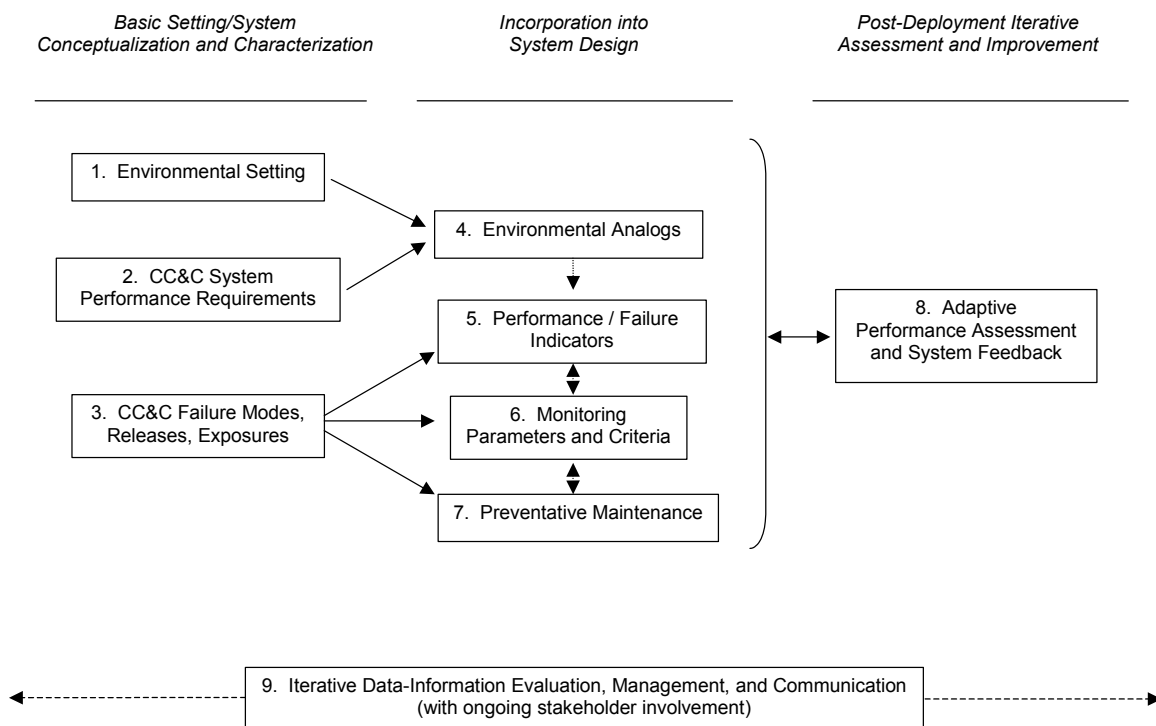 Basic Setting/System
Conceptualization and Characterization
Incorporation into
System Design
Post-Deployment Iterative
Assessment and Improvement
1. Environmental Setting
2. CC&C System
Performance Requirements
3. CC&C Failure Modes,
Releases, Exposures
4. Environmental Analogs
5. Performance / Failure
Indicators
6. Monitoring
Parameters and Criteria
7. Preventative Maintenance
8. Adaptive
Performance Assessment
and System Feedback
9. Iterative Data-Information Evaluation, Management, and Communication
(with ongoing stakeholder involvement)